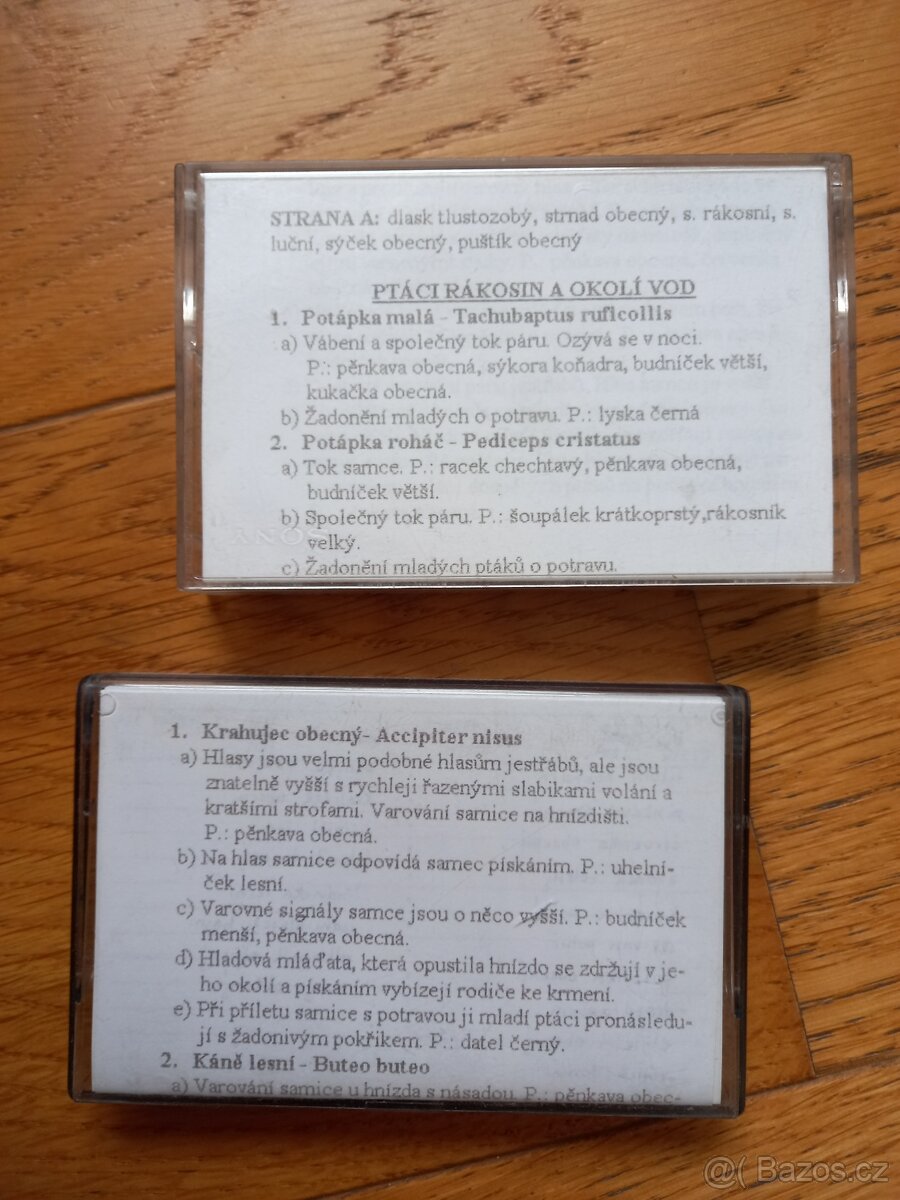 STRANA A: dlask tlustozobý, strnad obecný, s. rákosní, s.
luční, sýček obecný, puštík obecný
PTÁCI RÁKOSIN A OKOLÍ VOD
1. Potápka malá - Tachubaptus ruficollis
a) Vábení a společný tok páru. Ozývá se v noci.
P.: pěnkava obecná, sýkora koňadra, budníček větší,
kukačka obecná.
b) Žadonění mladých o potravu. P.: lyska černá
2. Potápka roháč - Pediceps cristatus
a) Tok samce. P.: racek chechtavý, pěnkava obecná,
budníček větší.
b) Společný tok páru. P.: šoupálek krátkoprstý,rákosník
velký.
SONY
c) Žadonění mladých ptáků o potravu.
1. Krahujec obecný- Accipiter nisus
a) Hlasy jsou velmi podobné hlasům jestřábů, ale jsou
znatelně vyšší s rychleji řazenými slabikami volání a
kratšími strofami. Varování samice na hnízdišti.
P.: pěnkava obecná.
b) Na hlas samice odpovídá samec pískáním. P.: uhelní-
ček lesní.
c) Varovné signály samce jsou o něco vyšší. P.: budníček
menší, pěnkava obecná.
d) Hladová mláďata, která opustila hnízdo se zdržují v je-
ho okolí a pískáním vybízejí rodiče ke krmení.
e) Při příletu samice s potravou ji mladí ptáci pronásledu-
jí s žadonivým pokřikem. P.: datel černý.
2. Káně lesní - Buteo buteo
a) Varování samice u hnízda s násadou. P.: pěnkava obec-
@( Bazos.cz